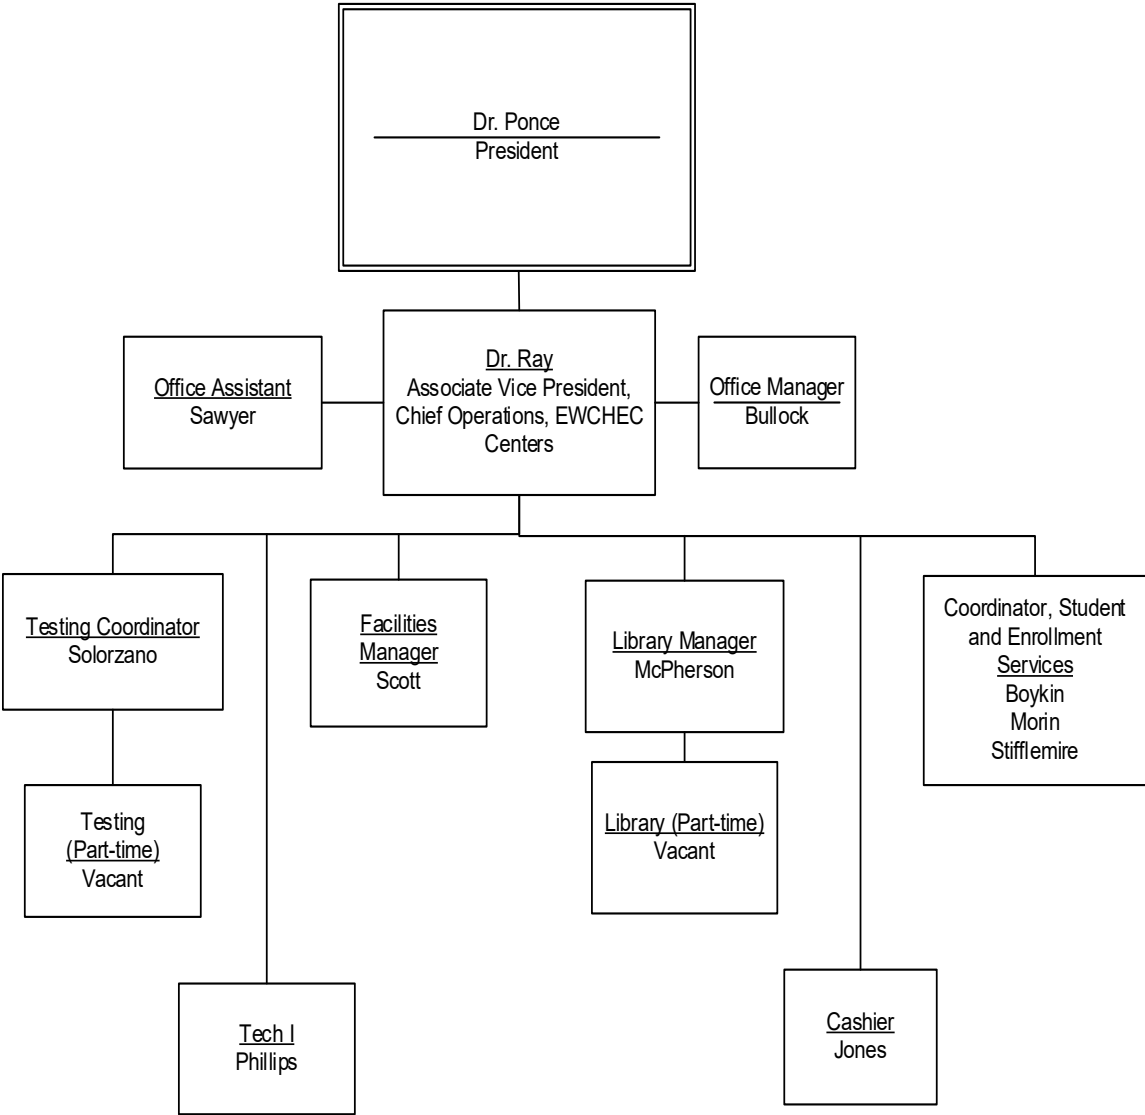 Dr. Ponce
President
Dr. Ray
Associate Vice President,
Chief Operations, EWCHEC
Centers
Office Assistant
Sawyer
Office Manager
Bullock
Testing Coordinator
Solorzano
Facilities
Manager
Scott
Library Manager
McPherson
Coordinator, Student
and Enrollment
Services
Boykin
Morin
Stifflemire
Testing
(Part-time)
Vacant
Library (Part-time)
Vacant
Tech I
Phillips
Cashier
Jones